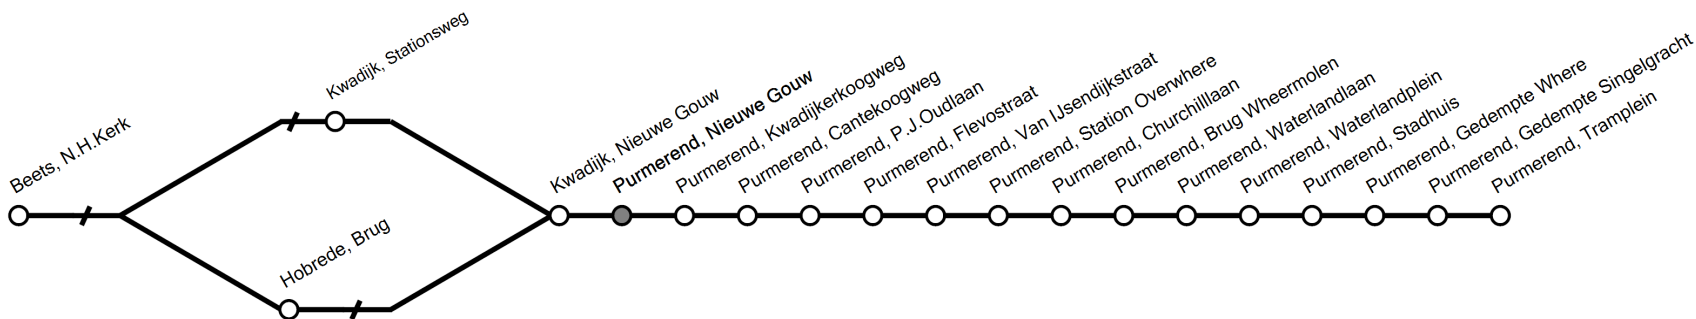 Beets, N.H.Kerk
Kwadijk, Stationsweg
Hobrede, Brug
Kwadijk, Nieuwe Gouw
Purmerend, Nieuwe Gouw
Purmerend, Kwadijkerkoogweg
Purmerend, Cantekoogweg
Purmerend, P.J.Oudlaan
Purmerend, Flevostraat
Purmerend, Van IJsendijkstraat
Purmerend, Station Overwhere
Purmerend, Churchilllaan
Purmerend, Brug Wheermolen
Purmerend, Waterlandlaan
Purmerend, Waterlandplein
Purmerend, Stadhuis
Purmerend, Gedempte Where
Purmerend, Gedempte Singelgracht
Purmerend, Tramplein